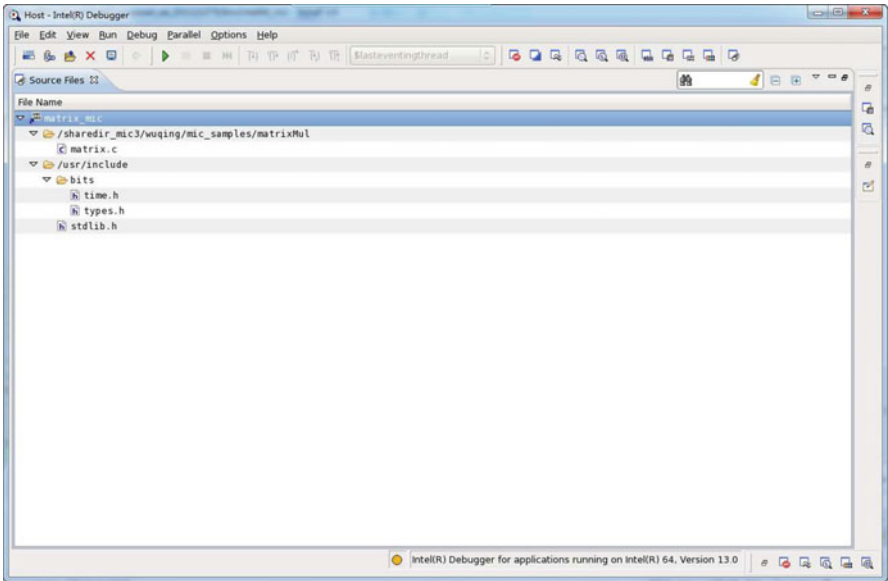 Host - Intel(R) Debugger
File Edit View Run Debug Parallel Options Help
$lasteventingthread
Source Files
File Name
matrix_mic
/sharedir_mic3/wuqing/mic_samples/matrixMul
matrix.c
/usr/include
bits
time.h
types.h
stdlib.h
Intel(R) Debugger for applications running on Intel(R) 64, Version 13.0